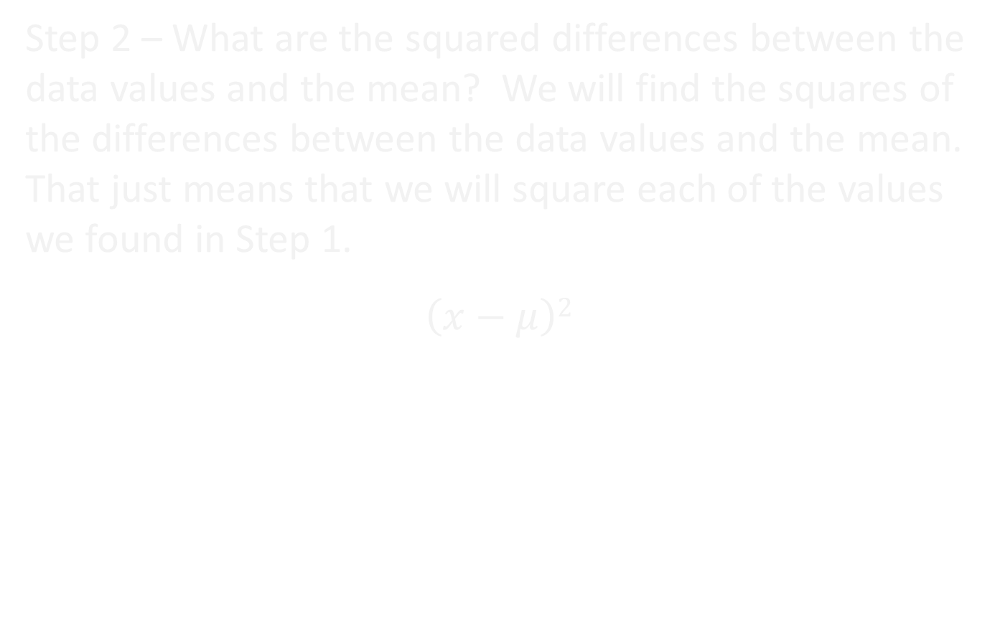 Step 2 – What are the squared differences between the
data values and the mean?  We will find the squares of
the differences between the data values and the mean.
That just means that we will square each of the values
we found in Step 1.
(𝑥 − 𝜇)²